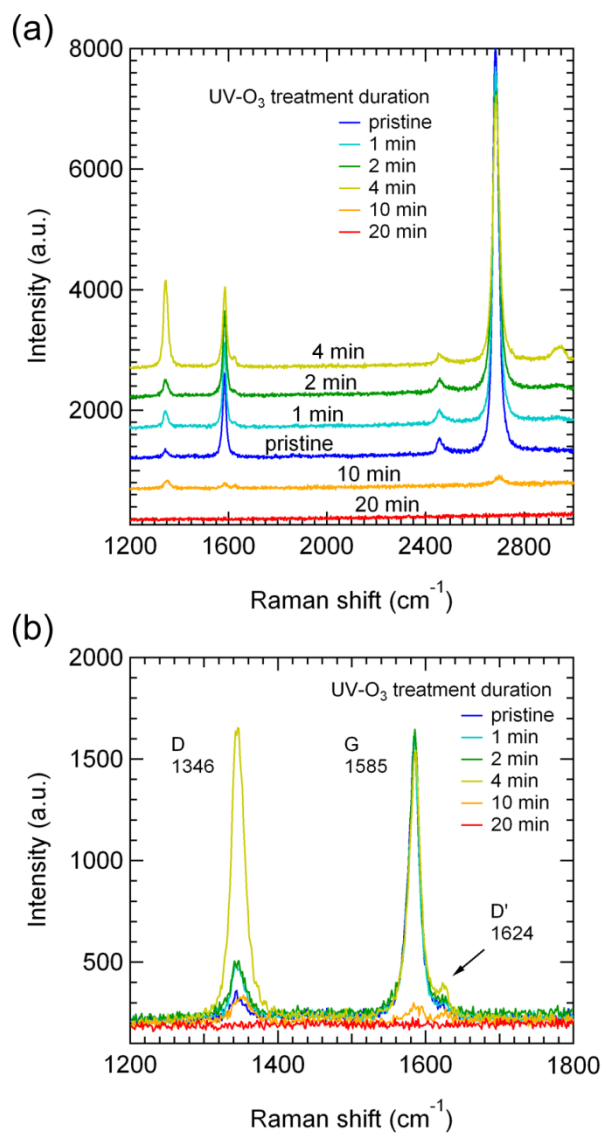 (a)
8000
6000
4000
2000
Intensity (a.u.)
UV-O₃ treatment duration
pristine
1 min
2 min
4 min
10 min
20 min
4 min
2 min
1 min
pristine
10 min
20 min
1200 1600 2000 2400 2800
Raman shift (cm⁻¹)
(b)
2000
1500
1000
500
Intensity (a.u.)
UV-O₃ treatment duration
pristine
1 min
2 min
4 min
10 min
20 min
D
1346
G
1585
D'
1624
1200 1400 1600 1800
Raman shift (cm⁻¹)